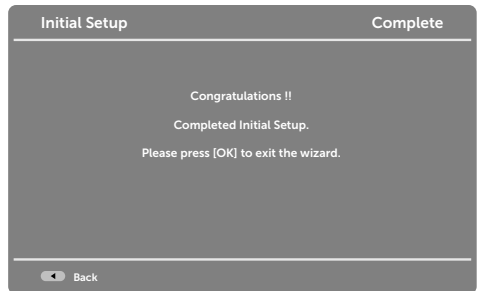 Initial Setup Complete
Congratulations !!
Completed Initial Setup.
Please press [OK] to exit the wizard.
Back